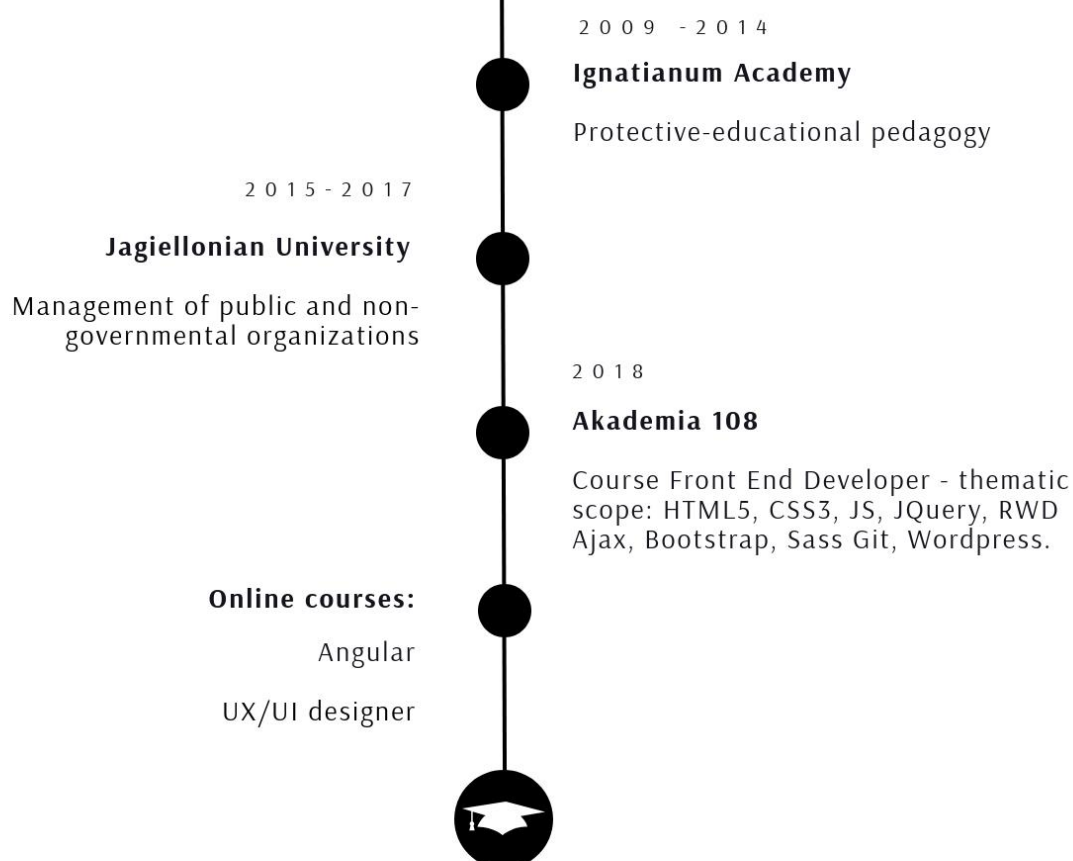 2009 -2014
Ignatianum Academy
Protective-educational pedagogy
2015-2017
Jagiellonian University
Management of public and non-
governmental organizations
2018
Akademia 108
Course Front End Developer - thematic
scope: HTML5, CSS3, JS, JQuery, RWD
Ajax, Bootstrap, Sass Git, Wordpress.
Online courses:
Angular
UX/UI designer